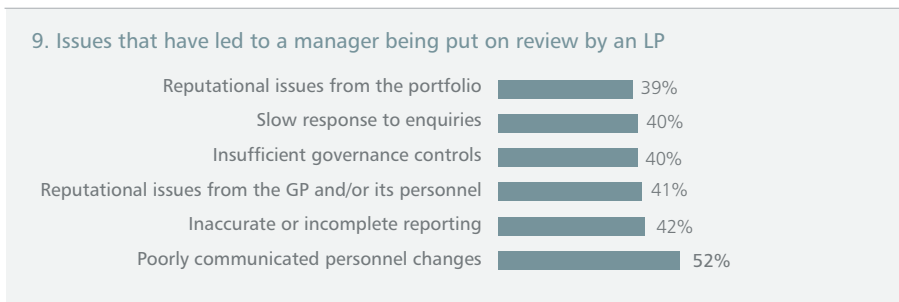 9. Issues that have led to a manager being put on review by an LP
Reputational issues from the portfolio 39%
Slow response to enquiries 40%
Insufficient governance controls 40%
Reputational issues from the GP and/or its personnel 41%
Inaccurate or incomplete reporting 42%
Poorly communicated personnel changes 52%